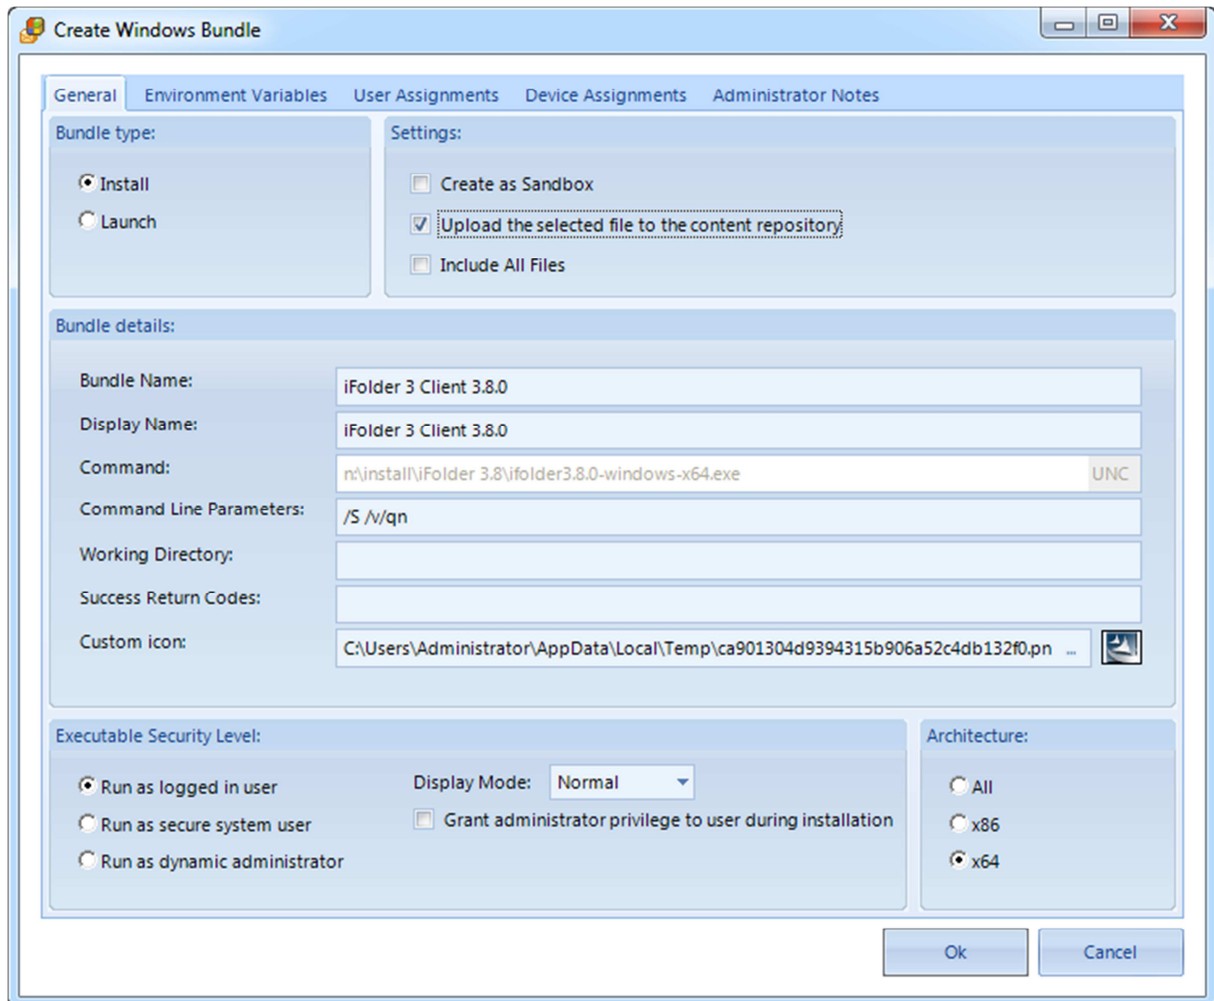 Create Windows Bundle
General Environment Variables User Assignments Device Assignments Administrator Notes
Bundle type:
Install
Launch
Settings:
Create as Sandbox
Upload the selected file to the content repository
Include All Files
Bundle details:
Bundle Name: iFolder 3 Client 3.8.0
Display Name: iFolder 3 Client 3.8.0
Command: n:\install\iFolder 3.8\ifolder3.8.0-windows-x64.exe UNC
Command Line Parameters: /S /v/qn
Working Directory:
Success Return Codes:
Custom icon: C:\Users\Administrator\AppData\Local\Temp\ca901304d9394315b906a52c4db132f0.pn ...
Executable Security Level:
Run as logged in user
Run as secure system user
Run as dynamic administrator
Display Mode: Normal
Grant administrator privilege to user during installation
Architecture:
All
x86
x64
Ok Cancel